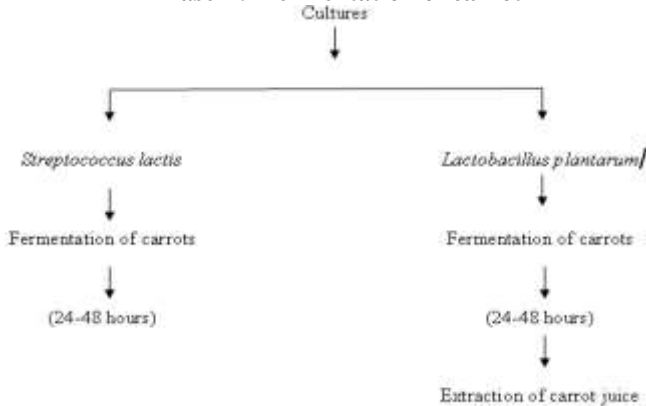 Cultures
Streptococcus lactis
Lactobacillus plantarum/
Fermentation of carrots
Fermentation of carrots
(24-48 hours)
(24-48 hours)
Extraction of carrot juice